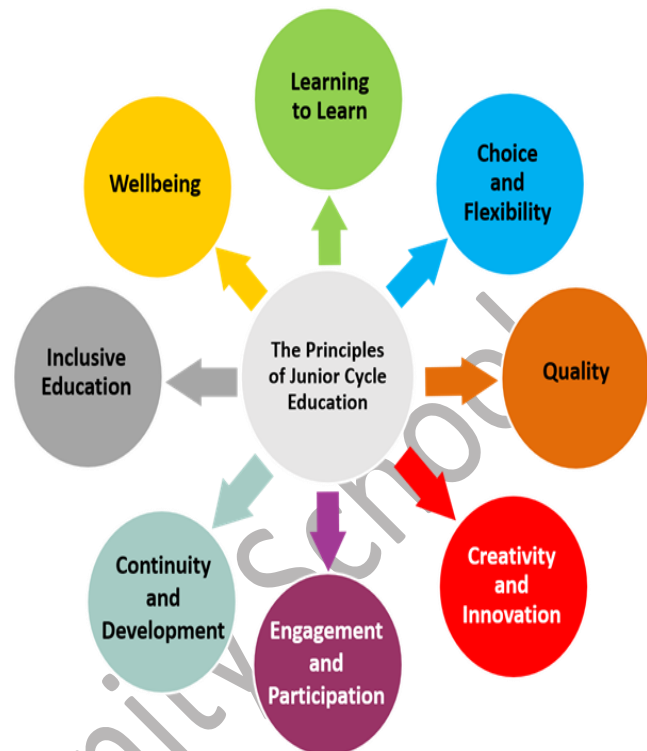 Learning
to Learn
Choice
and
Flexibility
Wellbeing
The Principles
of Junior Cycle
Education
Inclusive
Education
Quality
Creativity
and
Innovation
Continuity
and
Development
Engagement
and
Participation
School